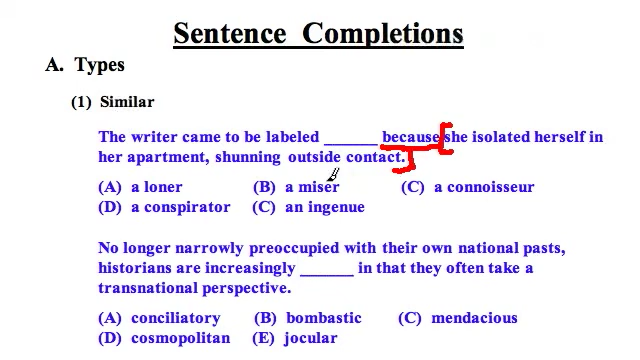 Sentence Completions
A. Types
(1) Similar
The writer came to be labeled ______ because she isolated herself in
her apartment, shunning outside contact.
(A) a loner (B) a miser (C) a connoisseur
(D) a conspirator (C) an ingenue
No longer narrowly preoccupied with their own national pasts,
historians are increasingly ______ in that they often take a
transnational perspective.
(A) conciliatory (B) bombastic (C) mendacious
(D) cosmopolitan (E) jocular